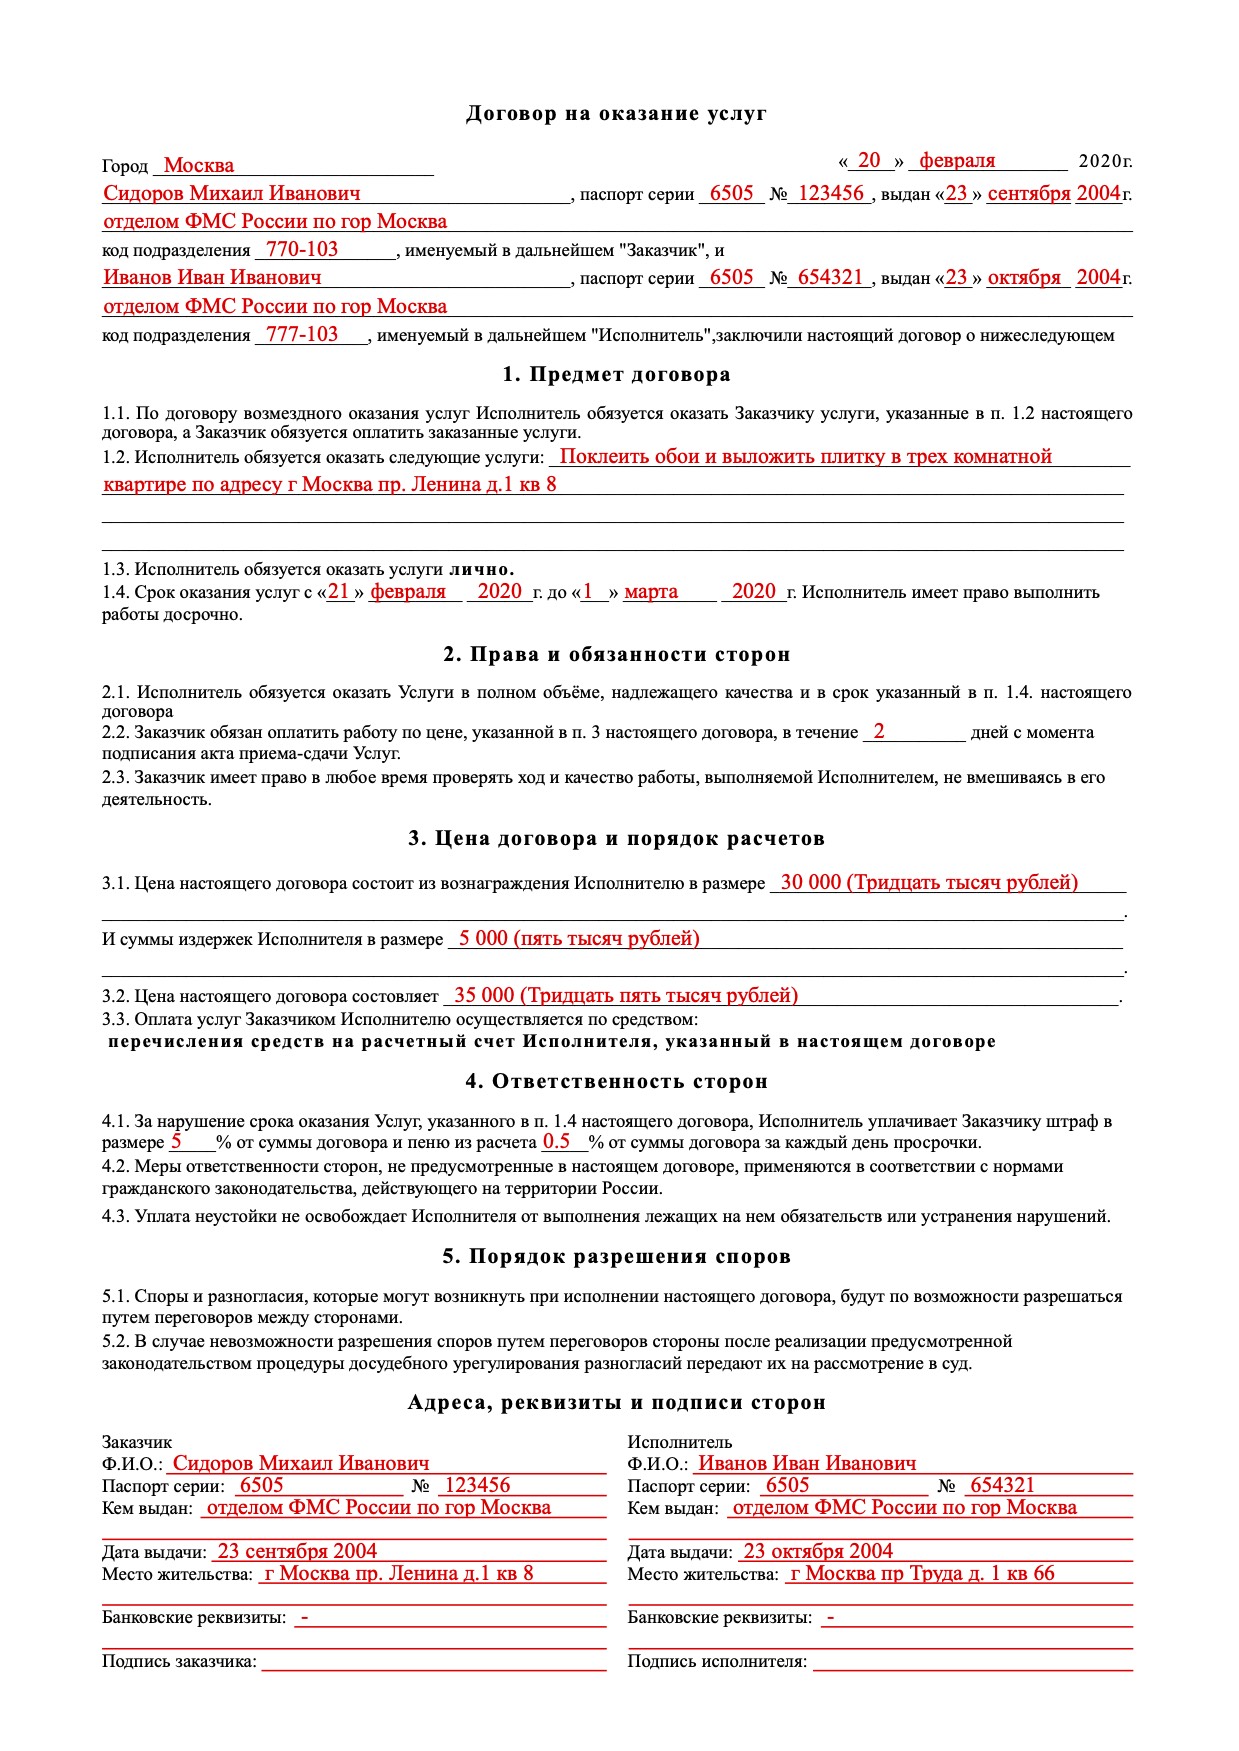 Договор на оказание услуг
Город Москва «20» февраля 2020г.
Сидоров Михаил Иванович, паспорт серии 6505 № 123456, выдан «23» сентября 2004г.
отделом ФМС России по гор Москва
код подразделения 770-103, именуемый в дальнейшем "Заказчик", и
Иванов Иван Иванович, паспорт серии 6505 № 654321, выдан «23» октября 2004г.
отделом ФМС России по гор Москва
код подразделения 777-103, именуемый в дальнейшем "Исполнитель",заключили настоящий договор о нижеследующем
1. Предмет договора
1.1. По договору возмездного оказания услуг Исполнитель обязуется оказать Заказчику услуги, указанные в п. 1.2 настоящего
договора, а Заказчик обязуется оплатить заказанные услуги.
1.2. Исполнитель обязуется оказать следующие услуги: Поклеить обои и выложить плитку в трех комнатной
квартире по адресу г Москва пр. Ленина д.1 кв 8
1.3. Исполнитель обязуется оказать услуги лично.
1.4. Срок оказания услуг с «21» февраля 2020 г. до «1» марта 2020 г. Исполнитель имеет право выполнить
работы досрочно.
2. Права и обязанности сторон
2.1. Исполнитель обязуется оказать Услуги в полном объёме, надлежащего качества и в срок указанный в п. 1.4. настоящего
договора
2.2. Заказчик обязан оплатить работу по цене, указанной в п. 3 настоящего договора, в течение 2 дней с момента
подписания акта приема-сдачи Услуг.
2.3. Заказчик имеет право в любое время проверять ход и качество работы, выполняемой Исполнителем, не вмешиваясь в его
деятельность.
3. Цена договора и порядок расчетов
3.1. Цена настоящего договора состоит из вознаграждения Исполнителю в размере 30 000 (Тридцать тысяч рублей)
.
И суммы издержек Исполнителя в размере 5 000 (пять тысяч рублей)
.
3.2. Цена настоящего договора составляет 35 000 (Тридцать пять тысяч рублей).
3.3. Оплата услуг Заказчиком Исполнителю осуществляется по средством:
перечисления средств на расчетный счет Исполнителя, указанный в настоящем договоре
4. Ответственность сторон
4.1. За нарушение срока оказания Услуг, указанного в п. 1.4 настоящего договора, Исполнитель уплачивает Заказчику штраф в
размере 5 % от суммы договора и пеню из расчета 0.5 % от суммы договора за каждый день просрочки.
4.2. Меры ответственности сторон, не предусмотренные в настоящем договоре, применяются в соответствии с нормами
гражданского законодательства, действующего на территории России.
4.3. Уплата неустойки не освобождает Исполнителя от выполнения лежащих на нем обязательств или устранения нарушений.
5. Порядок разрешения споров
5.1. Споры и разногласия, которые могут возникнуть при исполнении настоящего договора, будут по возможности разрешаться
путем переговоров между сторонами.
5.2. В случае невозможности разрешения споров путем переговоров стороны после реализации предусмотренной
законодательством процедуры досудебного урегулирования разногласий передают их на рассмотрение в суд.
Адреса, реквизиты и подписи сторон
Заказчик
Ф.И.О.: Сидоров Михаил Иванович
Паспорт серии: 6505 № 123456
Кем выдан: отделом ФМС России по гор Москва
Дата выдачи: 23 сентября 2004
Место жительства: г Москва пр. Ленина д.1 кв 8
Банковские реквизиты: -
Подпись заказчика:
Исполнитель
Ф.И.О.: Иванов Иван Иванович
Паспорт серии: 6505 № 654321
Кем выдан: отделом ФМС России по гор Москва
Дата выдачи: 23 октября 2004
Место жительства: г Москва пр Труда д. 1 кв 66
Банковские реквизиты: -
Подпись исполнителя: